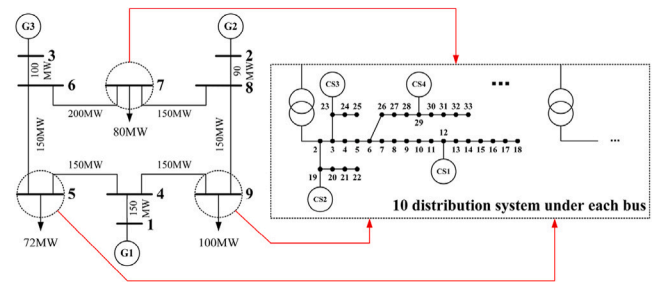 G3
G2
3
2
100
MW
90
MW
6
7
8
200MW
150MW
80MW
150MW
150MW
150MW
150MW
5
4
9
150
MW
1
72MW
100MW
G1
CS3
CS4
...
23
24
25
26
27
28
29
30
31
32
33
2
3
4
5
6
7
8
9
10
11
12
13
14
15
16
17
18
...
19
20
21
22
CS1
CS2
10 distribution system under each bus